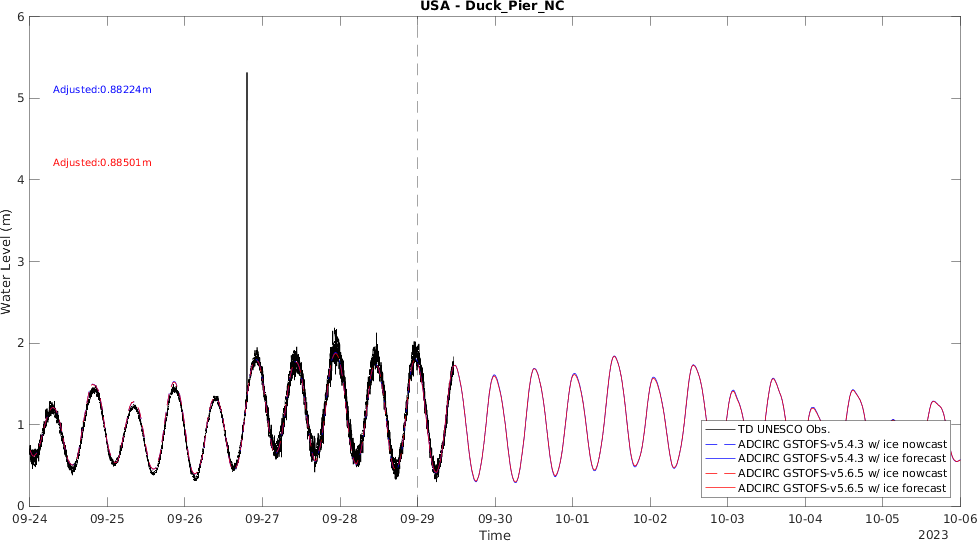 USA - Duck_Pier_NC
6
5
4
3
2
1
0
Water Level (m)
Adjusted:0.88224m
Adjusted:0.88501m
TD UNESCO Obs.
ADCIRC GSTOFS-v5.4.3 w/ ice nowcast
ADCIRC GSTOFS-v5.4.3 w/ ice forecast
ADCIRC GSTOFS-v5.6.5 w/ ice nowcast
ADCIRC GSTOFS-v5.6.5 w/ ice forecast
09-24 09-25 09-26 09-27 09-28 09-29 09-30 10-01 10-02 10-03 10-04 10-05 10-06
Time
2023